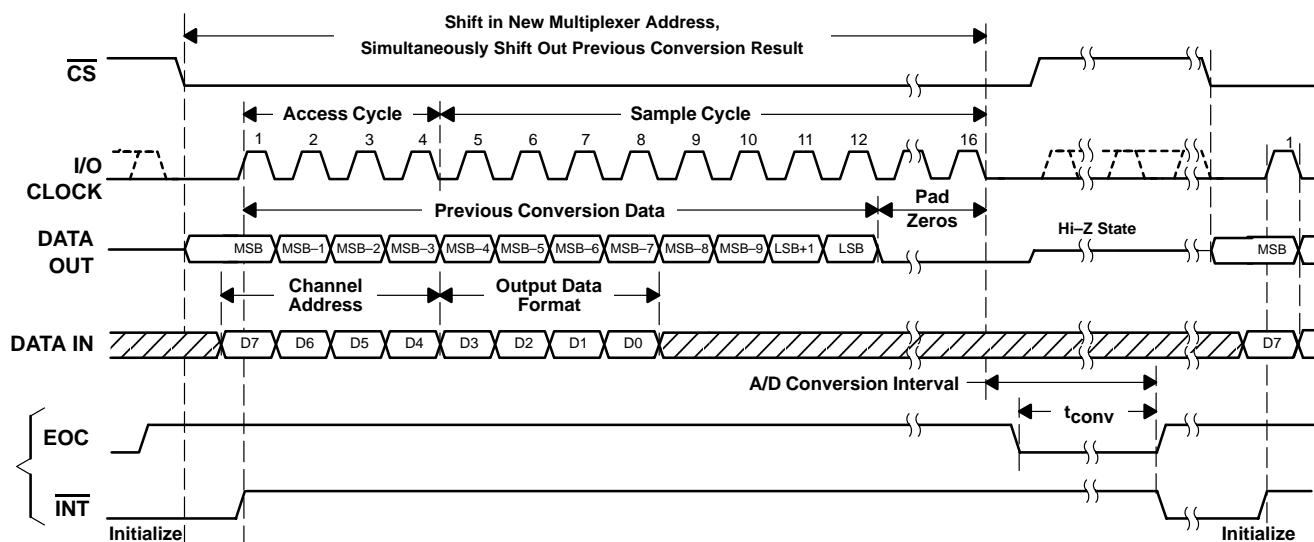 Shift in New Multiplexer Address,
Simultaneously Shift Out Previous Conversion Result
CS
Access Cycle
Sample Cycle
1 2 3 4 5 6 7 8 9 10 11 12 16 1
I/O
CLOCK
Previous Conversion Data
Pad
Zeros
DATA
OUT
MSB MSB–1 MSB–2 MSB–3 MSB–4 MSB–5 MSB–6 MSB–7 MSB–8 MSB–9 LSB+1 LSB
Hi–Z State
MSB
Channel
Address
Output Data
Format
DATA IN
D7 D6 D5 D4 D3 D2 D1 D0 D7
A/D Conversion Interval
tconv
EOC
INT
Initialize
Initialize